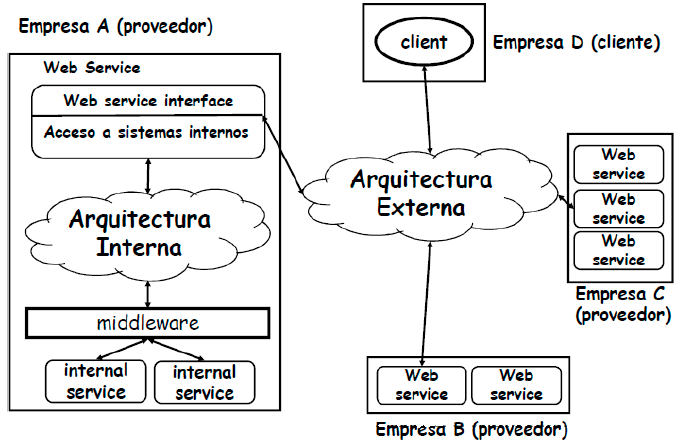 Empresa A (proveedor)
Web Service
Web service interface
Acceso a sistemas internos
Arquitectura
Interna
middleware
internal
service
internal
service
client
Empresa D (cliente)
Arquitectura
Externa
Web
service
Web
service
Web
service
Empresa C
(proveedor)
Web
service
Web
service
Empresa B (proveedor)